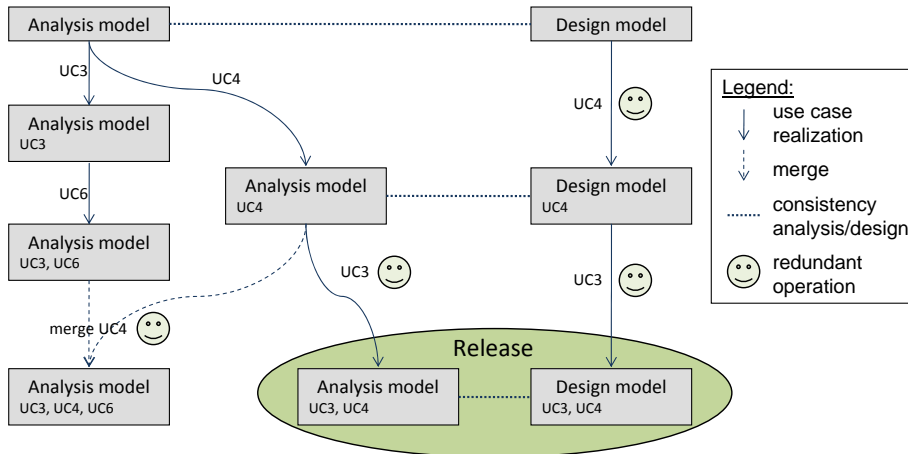 Analysis model
Design model
UC3
UC4
UC4
Analysis model
UC3
UC6
Analysis model
UC4
Design model
UC4
Analysis model
UC3, UC6
UC3
UC3
merge UC4
Release
Analysis model
UC3, UC4, UC6
Analysis model
UC3, UC4
Design model
UC3, UC4
Legend:
use case
realization
merge
consistency
analysis/design
redundant
operation